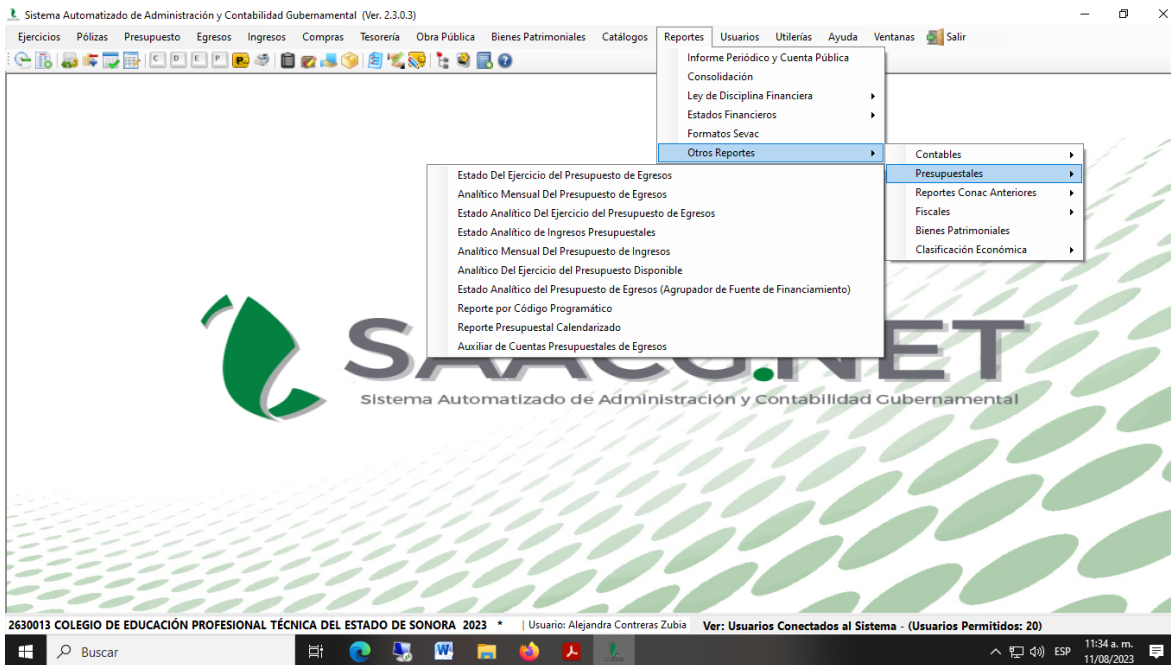 Sistema Automatizado de Administración y Contabilidad Gubernamental (Ver. 2.3.0.3)
Ejercicios Pólizas Presupuesto Egresos Ingresos Compras Tesorería Obra Pública Bienes Patrimoniales Catálogos Reportes Usuarios Utilerías Ayuda Ventanas Salir
C D E P P
Informe Periódico y Cuenta Pública
Consolidación
Ley de Disciplina Financiera
Estados Financieros
Formatos Sevac
Otros Reportes
Contables
Presupuestales
Reportes Conac Anteriores
Fiscales
Bienes Patrimoniales
Clasificación Económica
Estado Del Ejercicio del Presupuesto de Egresos
Analítico Mensual Del Presupuesto de Egresos
Estado Analítico Del Ejercicio del Presupuesto de Egresos
Estado Analítico de Ingresos Presupuestales
Analítico Mensual Del Presupuesto de Ingresos
Analítico Del Ejercicio del Presupuesto Disponible
Estado Analítico del Presupuesto de Egresos (Agrupador de Fuente de Financiamiento)
Reporte por Código Programático
Reporte Presupuestal Calendarizado
Auxiliar de Cuentas Presupuestales de Egresos
SAACG.NET
Sistema Automatizado de Administración y Contabilidad Gubernamental
2630013 COLEGIO DE EDUCACIÓN PROFESIONAL TÉCNICA DEL ESTADO DE SONORA 2023 * | Usuario: Alejandra Contreras Zubia Ver: Usuarios Conectados al Sistema - (Usuarios Permitidos: 20)
Buscar
ESP
11:34 a. m.
11/08/2023